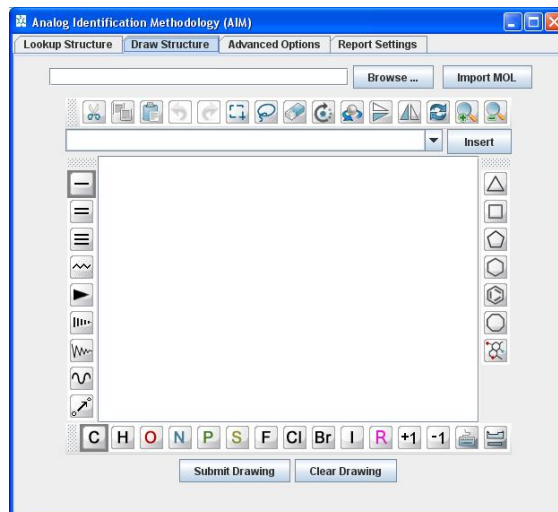 Analog Identification Methodology (AIM)
Lookup Structure Draw Structure Advanced Options Report Settings
Browse ... Import MOL
Insert
C H O N P S F Cl Br I R +1 -1
Submit Drawing Clear Drawing